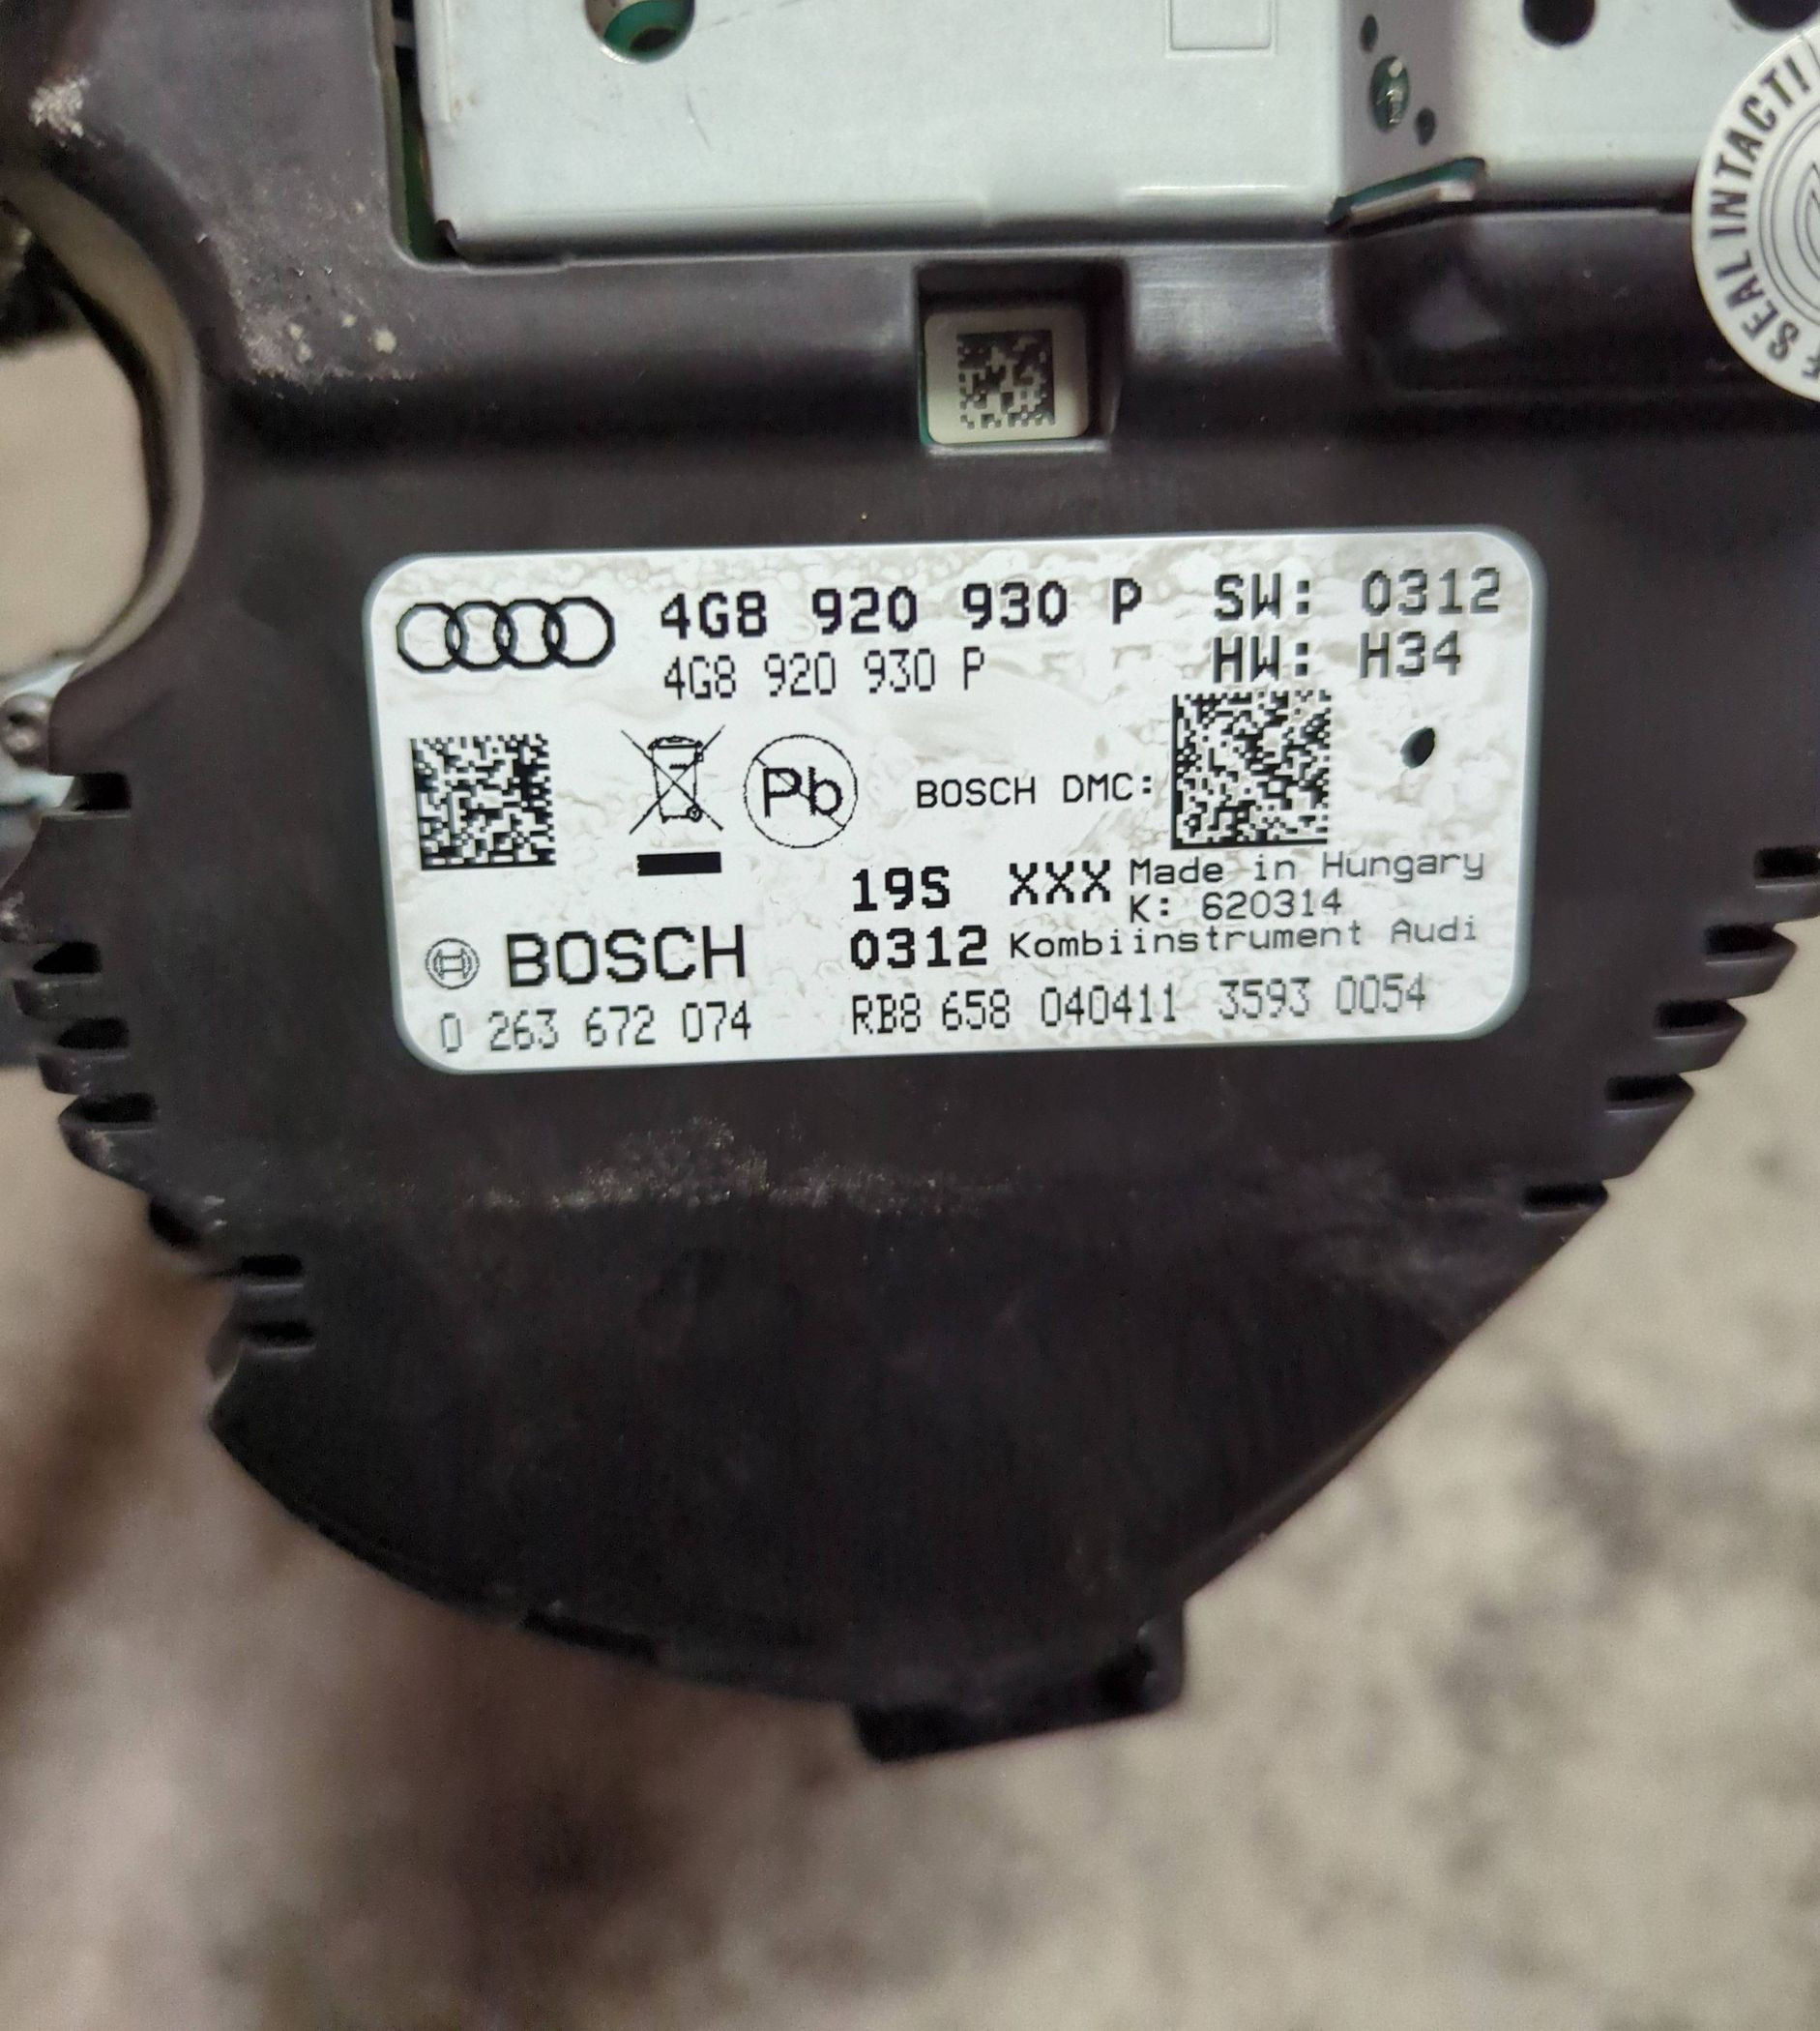 SEAL INTACT!
4G8 920 930 P SW: 0312
4G8 920 930 P HW: H34
Pb
BOSCH DMC:
19S XXX Made in Hungary
K: 620314
BOSCH 0312 Kombiinstrument Audi
0 263 672 074 RB8 658 040411 3593 0054